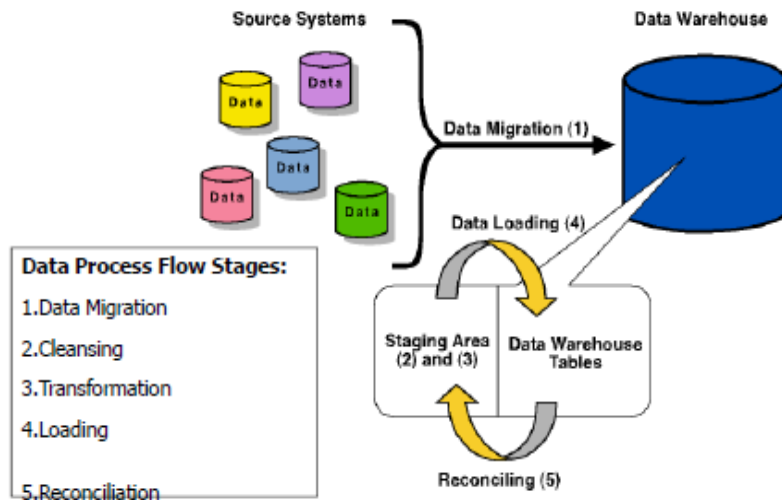 Source Systems
Data Warehouse
Data
Data
Data
Data
Data
Data Migration (1)
Data Loading (4)
Data Process Flow Stages:
1.Data Migration
2.Cleansing
3.Transformation
4.Loading
5.Reconciliation
Staging Area
(2) and (3)
Data Warehouse
Tables
Reconciling (5)